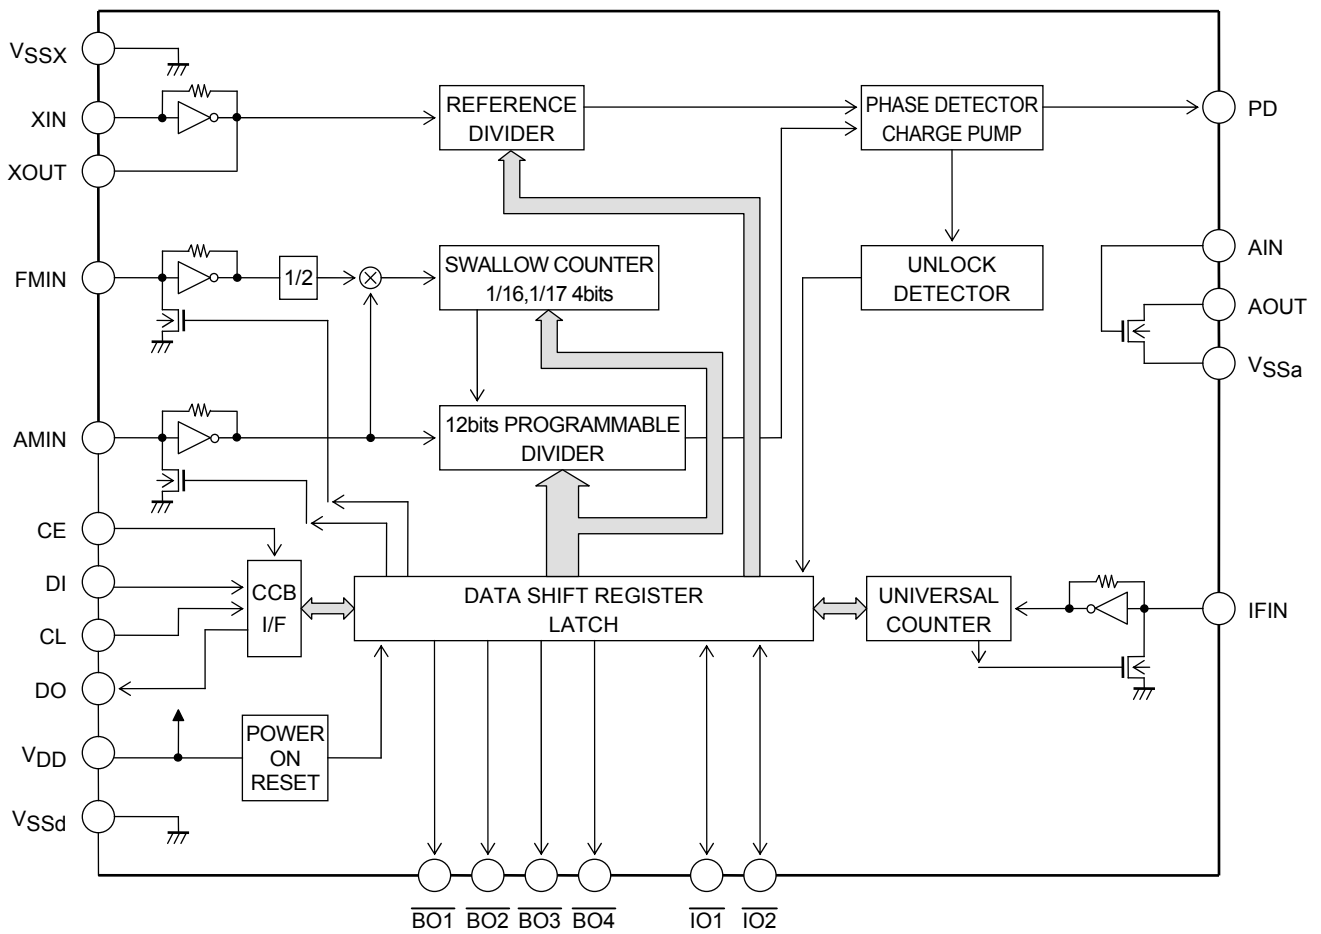 VSSX
XIN
XOUT
REFERENCE
DIVIDER
PHASE DETECTOR
CHARGE PUMP
PD
FMIN
1/2
SWALLOW COUNTER
1/16,1/17 4bits
UNLOCK
DETECTOR
AIN
AOUT
VSSa
AMIN
12bits PROGRAMMABLE
DIVIDER
CE
DI
CL
DO
CCB
I/F
DATA SHIFT REGISTER
LATCH
UNIVERSAL
COUNTER
IFIN
VDD
POWER
ON
RESET
VSSd
BO1 BO2 BO3 BO4 IO1 IO2